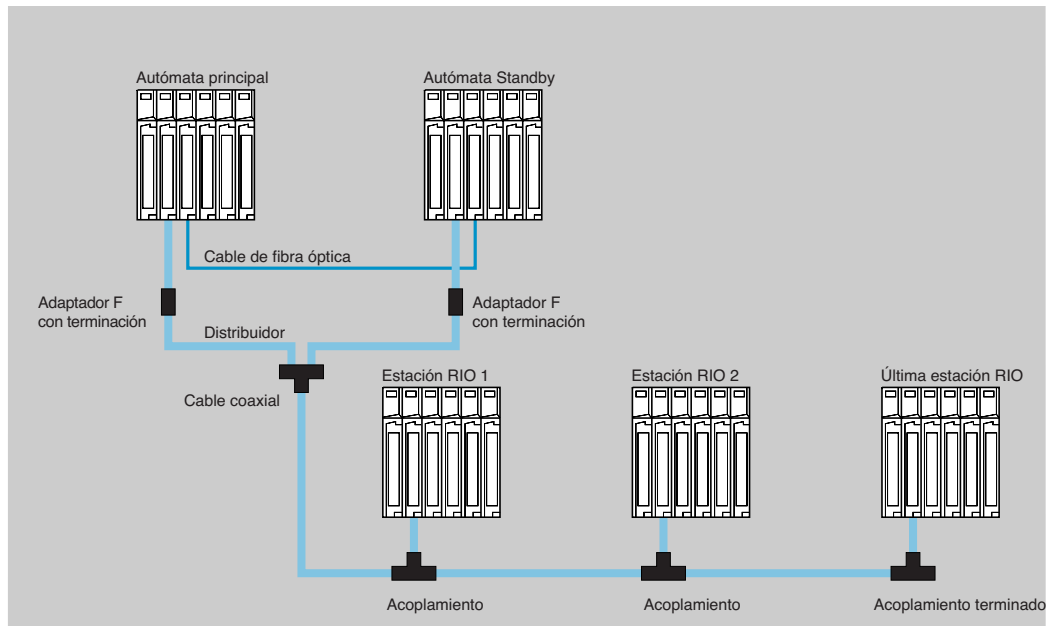 Autómata principal
Autómata Standby
Cable de fibra óptica
Adaptador F
con terminación
Adaptador F
con terminación
Distribuidor
Estación RIO 1
Estación RIO 2
Última estación RIO
Cable coaxial
Acoplamiento
Acoplamiento
Acoplamiento terminado